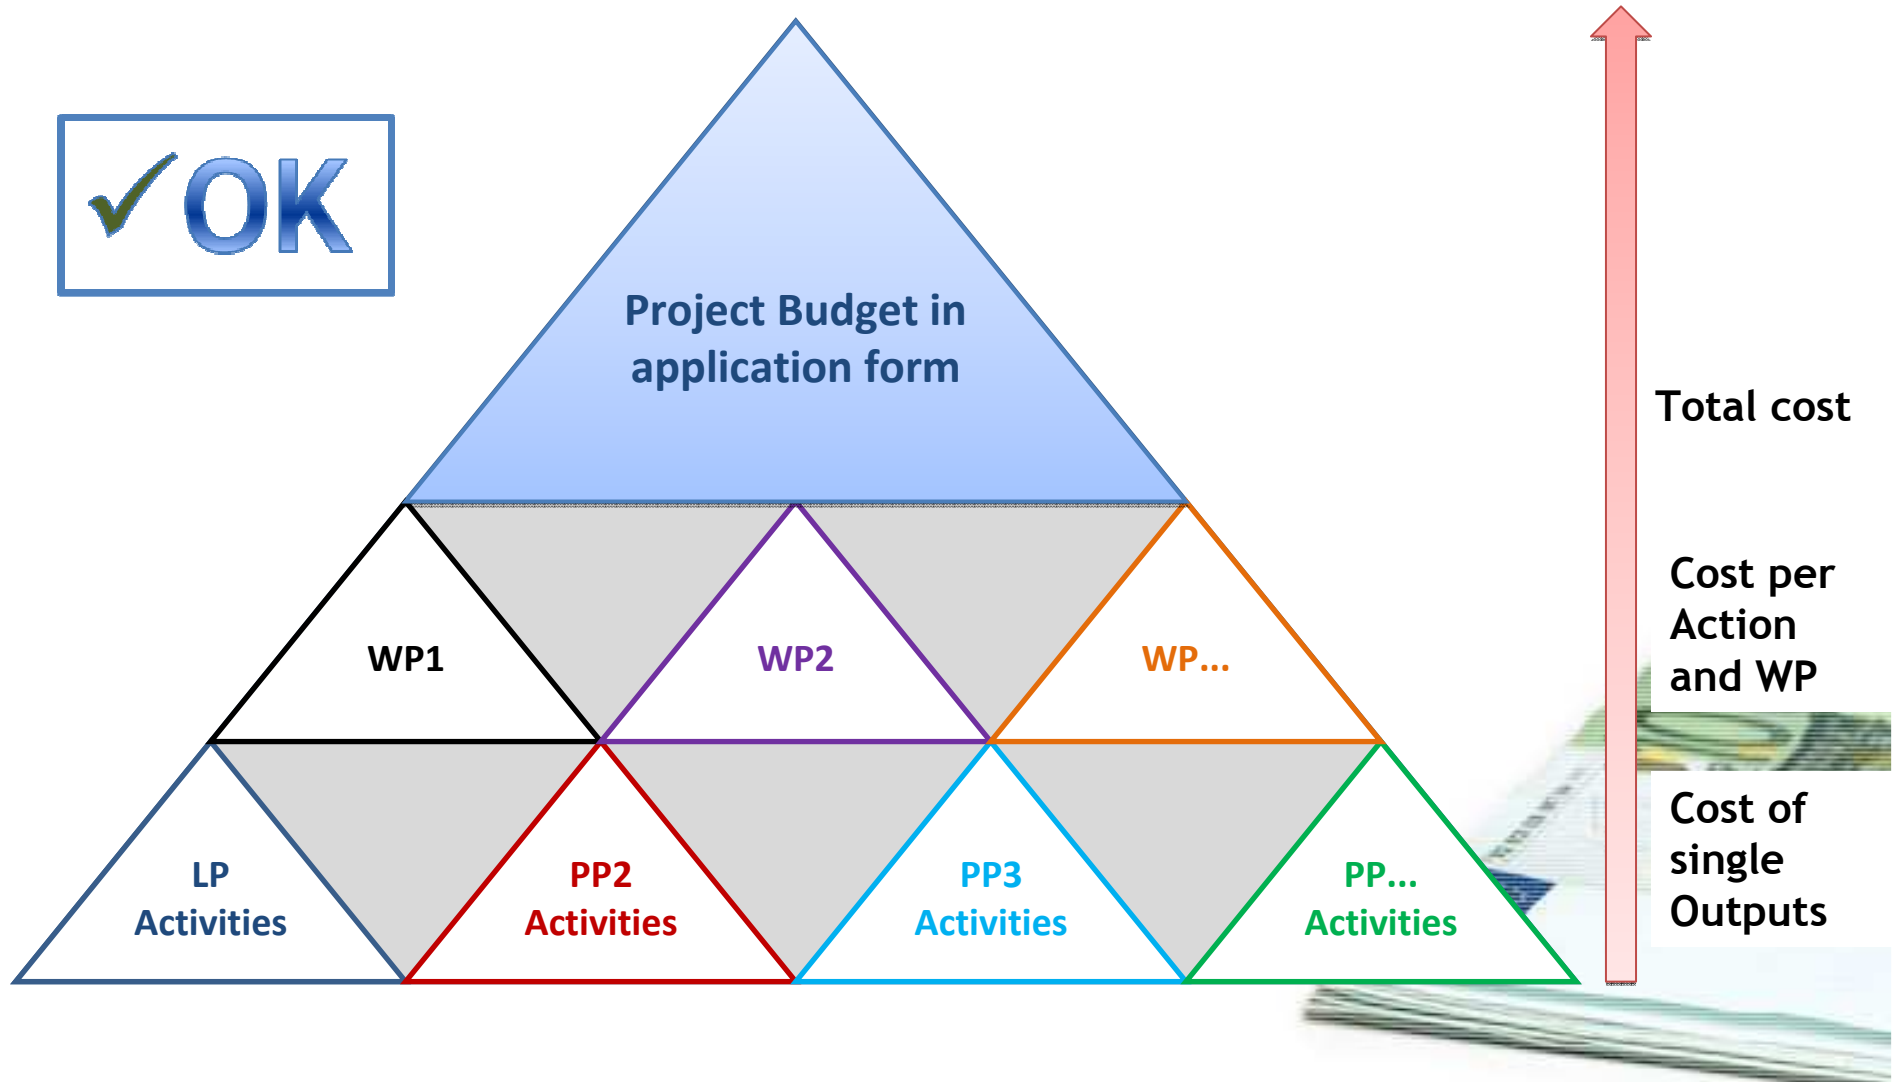 ✓OK
Project Budget in
application form
Total cost
WP1
WP2
WP...
Cost per
Action
and WP
LP
Activities
PP2
Activities
PP3
Activities
PP...
Activities
Cost of
single
Outputs